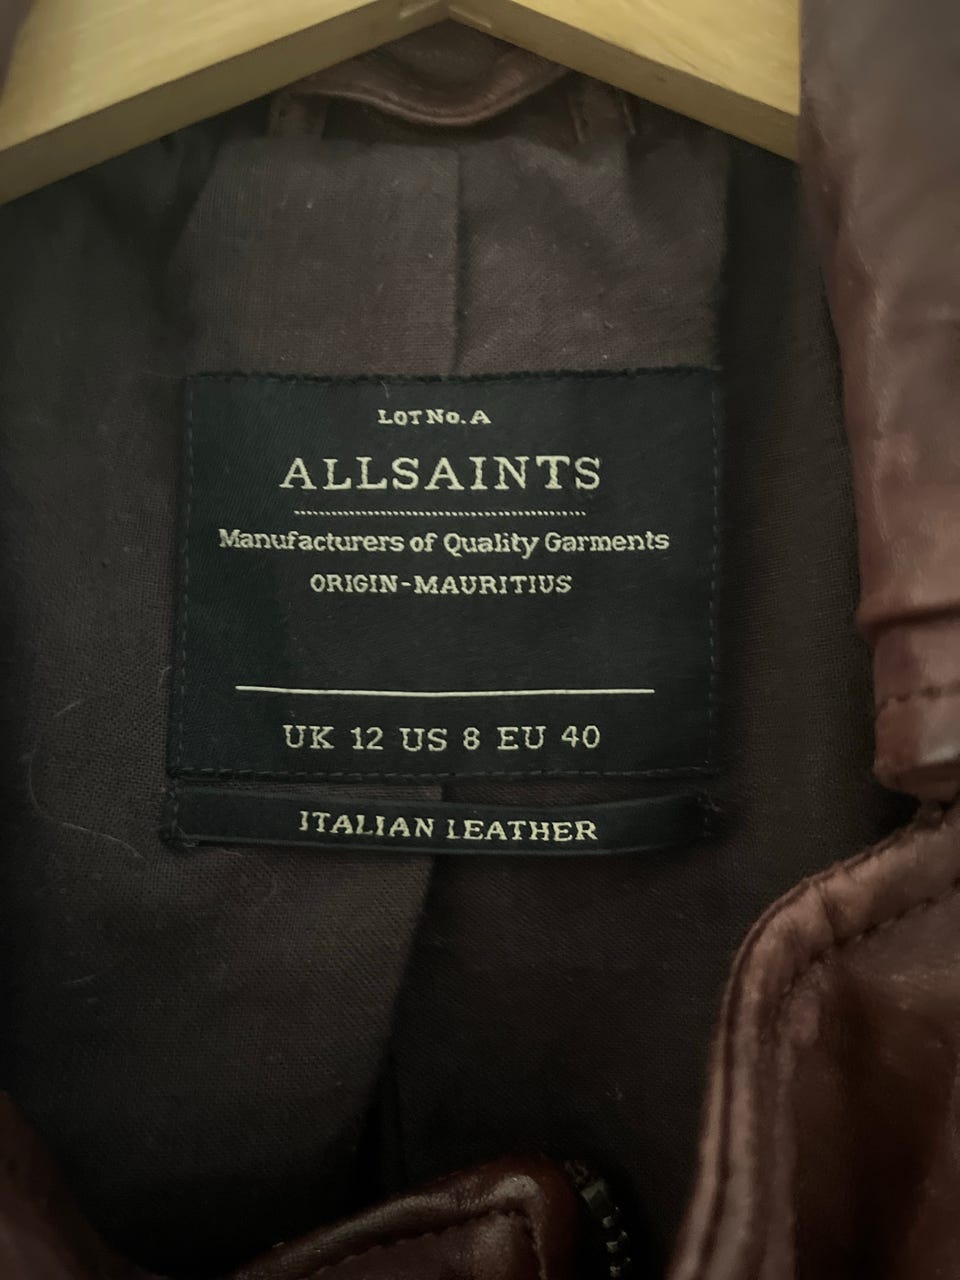 LOT No. A
ALLSAINTS
Manufacturers of Quality Garments
ORIGIN-MAURITIUS
UK 12 US 8 EU 40
ITALIAN LEATHER